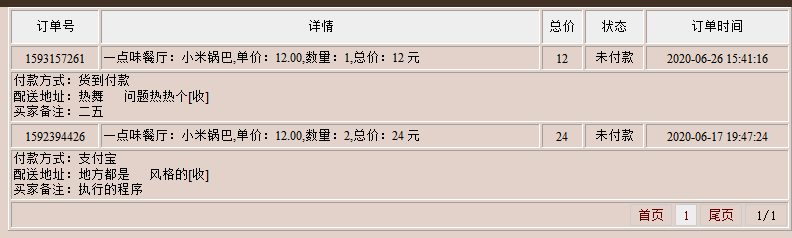 订单号 详情 总价 状态 订单时间
1593157261 一点味餐厅：小米锅巴,单价：12.00,数量：1,总价：12 元 12 未付款 2020-06-26 15:41:16
付款方式：货到付款
配送地址：热舞 问题热热个[收]
买家备注：二五
1592394426 一点味餐厅：小米锅巴,单价：12.00,数量：2,总价：24 元 24 未付款 2020-06-17 19:47:24
付款方式：支付宝
配送地址：地方都是 风格的[收]
买家备注：执行的程序
首页 1 尾页 1/1